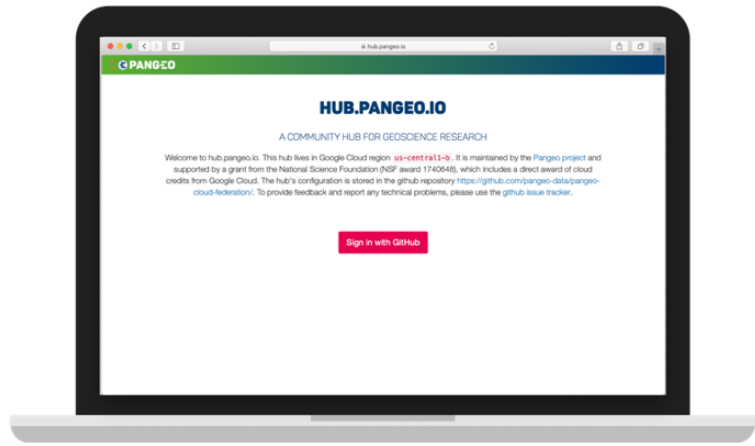 hub.pangeo.io
PANGEO
HUB.PANGEO.IO
A COMMUNITY HUB FOR GEOSCIENCE RESEARCH
Welcome to hub.pangeo.io. This hub lives in Google Cloud region us-central1-b . It is maintained by the Pangeo project and
supported by a grant from the National Science Foundation (NSF award 1740648), which includes a direct award of cloud
credits from Google Cloud. The hub's configuration is stored in the github repository https://github.com/pangeo-data/pangeo-
cloud-federation/. To provide feedback and report any technical problems, please use the github issue tracker.
Sign in with GitHub